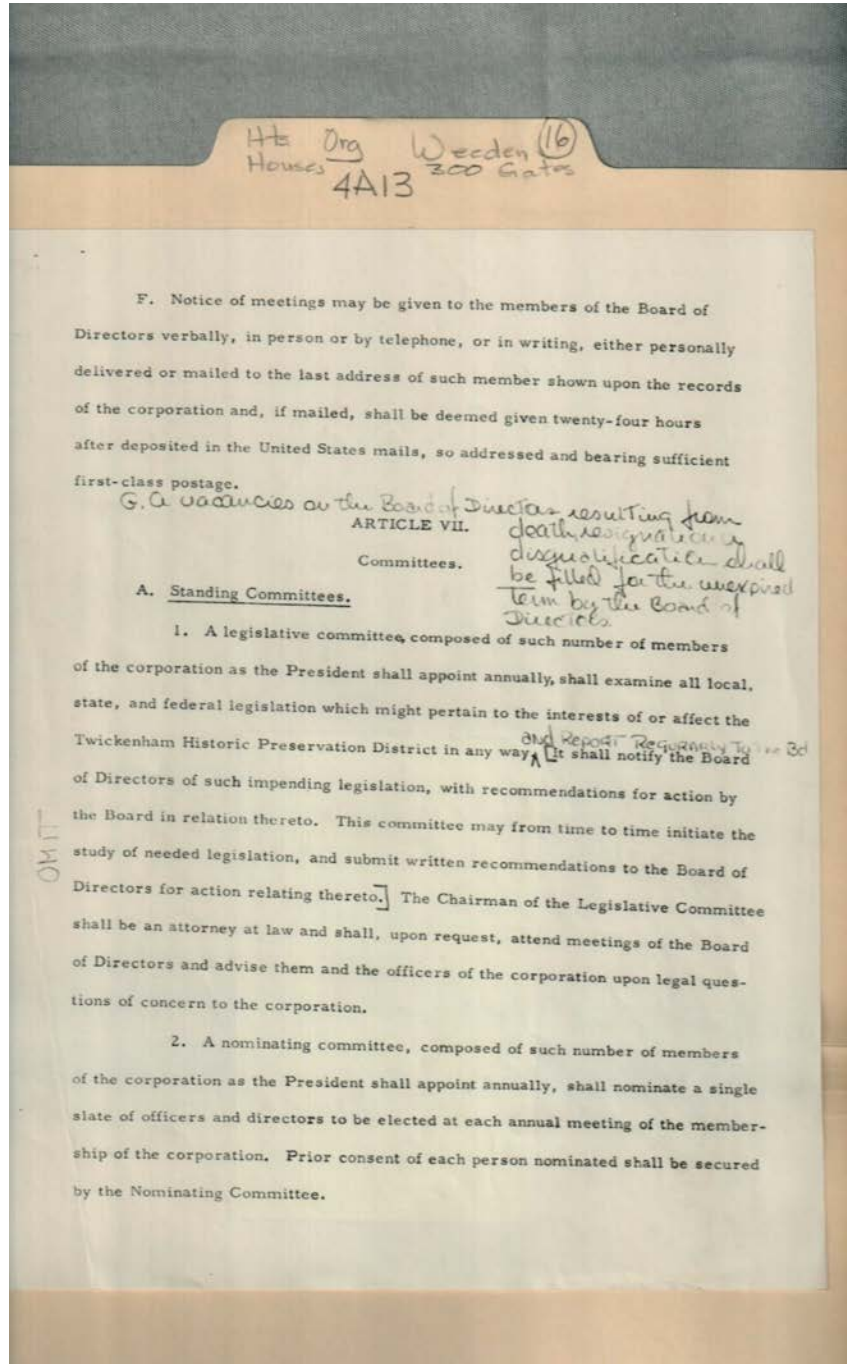 Hts Org Weeden 16
Houses 300 Gates
4A13
F. Notice of meetings may be given to the members of the Board of
Directors verbally, in person or by telephone, or in writing, either personally
delivered or mailed to the last address of such member shown upon the records
of the corporation and, if mailed, shall be deemed given twenty-four hours
after deposited in the United States mails, so addressed and bearing sufficient
first-class postage.
G. A vacancies on the Board of Directors resulting from
death, resignation or
disqualification shall
be filled for the unexpired
term by the Board of
Directors.
ARTICLE VII.
Committees.
A. Standing Committees.
1. A legislative committee, composed of such number of members
of the corporation as the President shall appoint annually, shall examine all local,
state, and federal legislation which might pertain to the interests of or affect the
and REPORT REGULARLY To the Bd
Twickenham Historic Preservation District in any way. [It shall notify the Board
of Directors of such impending legislation, with recommendations for action by
the Board in relation thereto. This committee may from time to time initiate the
OMIT
study of needed legislation, and submit written recommendations to the Board of
Directors for action relating thereto.] The Chairman of the Legislative Committee
shall be an attorney at law and shall, upon request, attend meetings of the Board
of Directors and advise them and the officers of the corporation upon legal ques-
tions of concern to the corporation.
2. A nominating committee, composed of such number of members
of the corporation as the President shall appoint annually, shall nominate a single
slate of officers and directors to be elected at each annual meeting of the member-
ship of the corporation. Prior consent of each person nominated shall be secured
by the Nominating Committee.